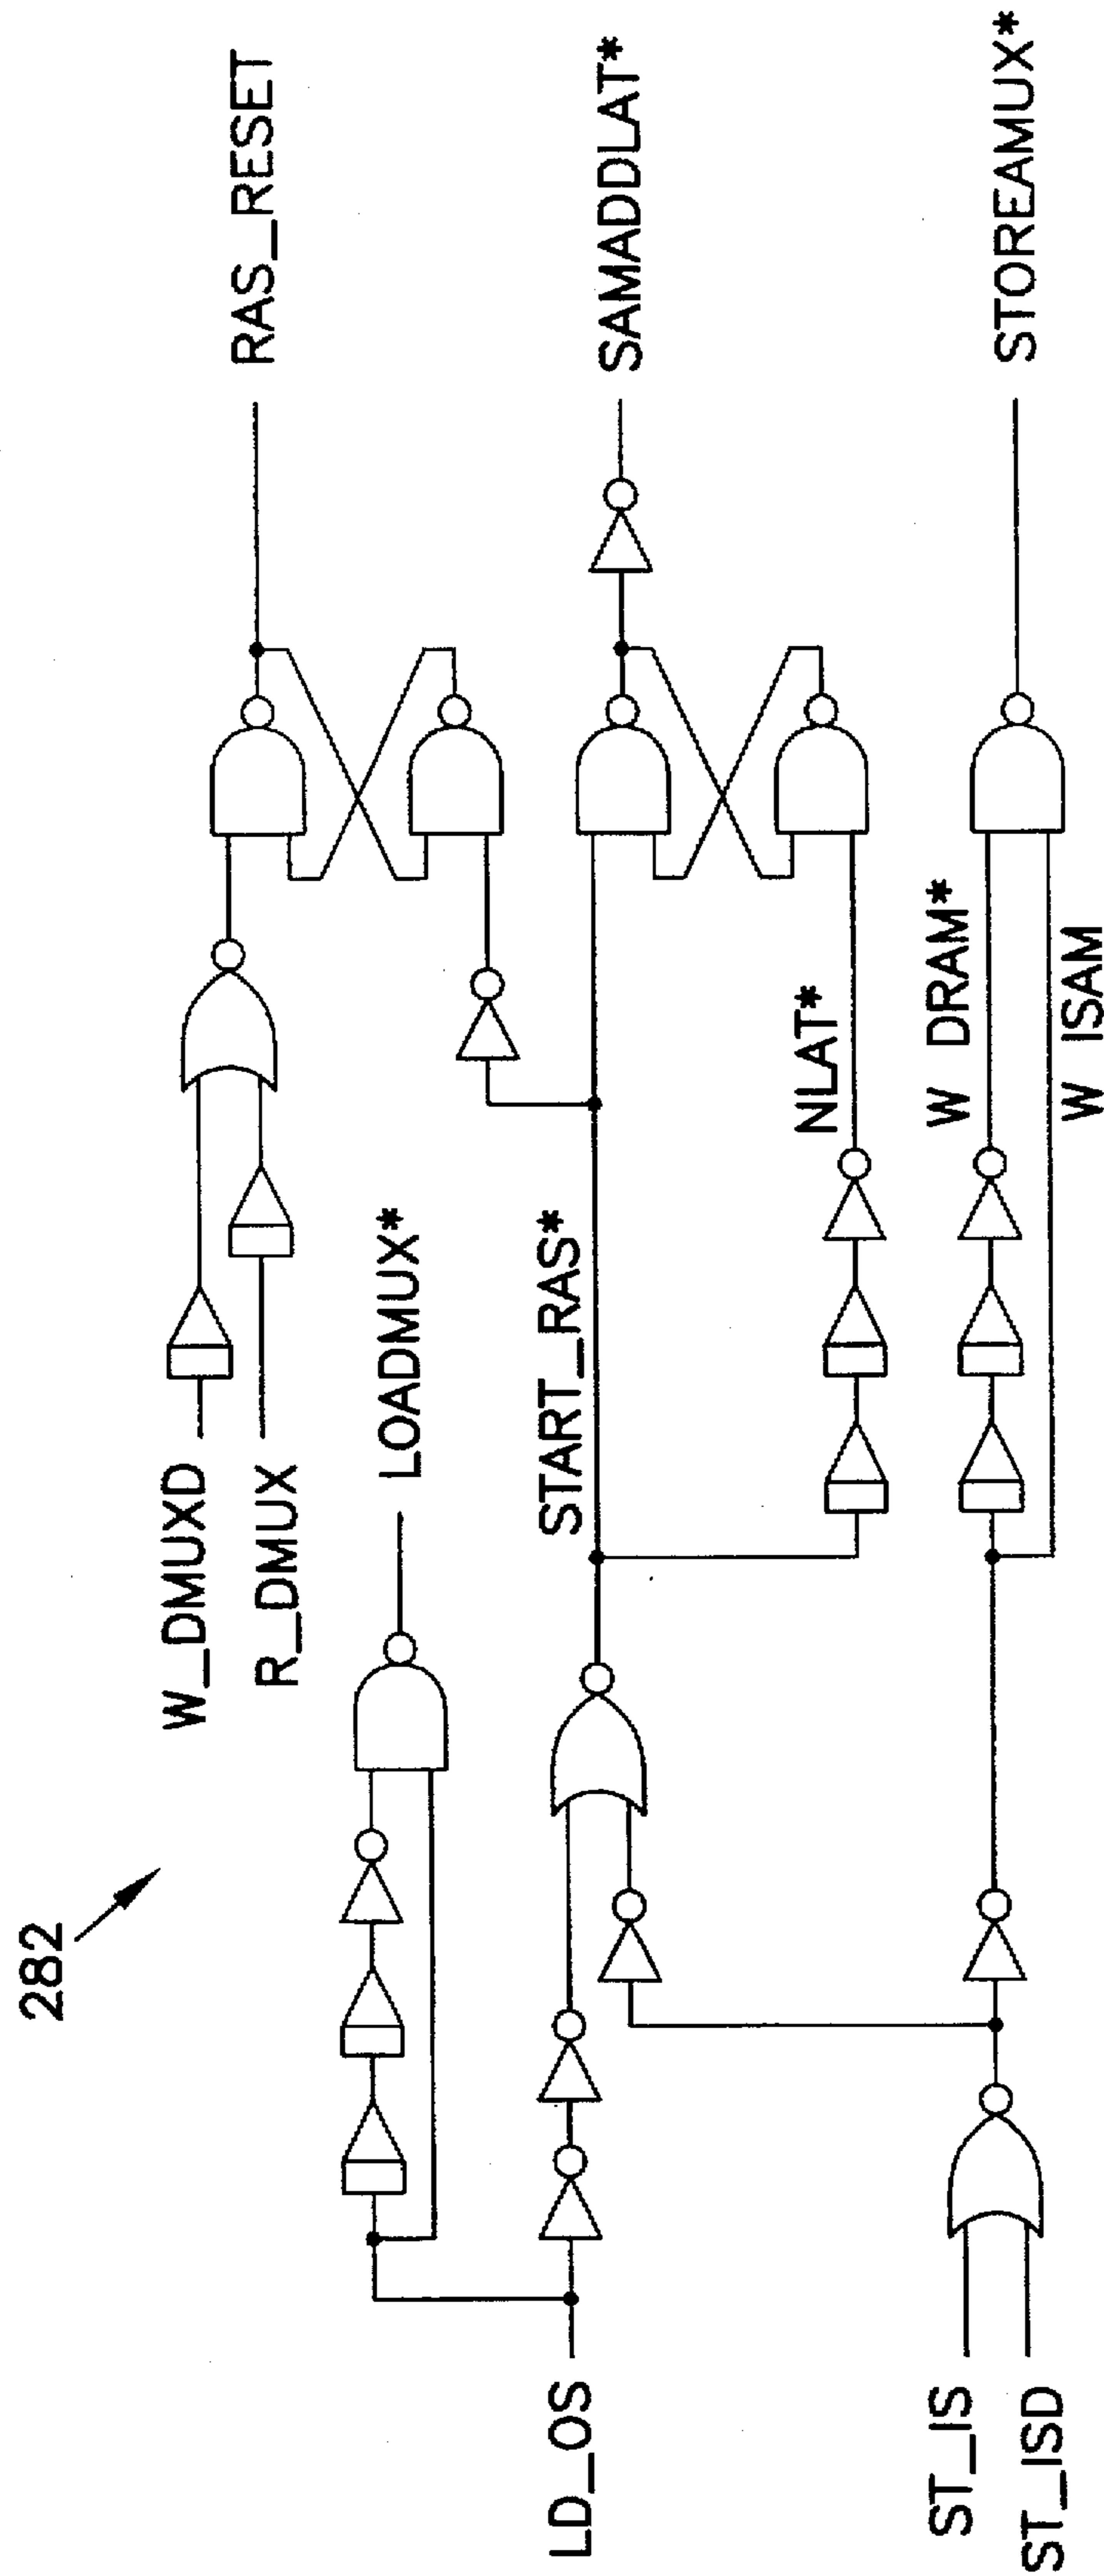 282
W_DMUXD
R_DMUX
RAS_RESET
LOADMUX*
LD_OS
START_RAS*
SAMADDLAT*
NLAT*
ST_IS
ST_ISD
W DRAM*
W ISAM
STOREAMUX*